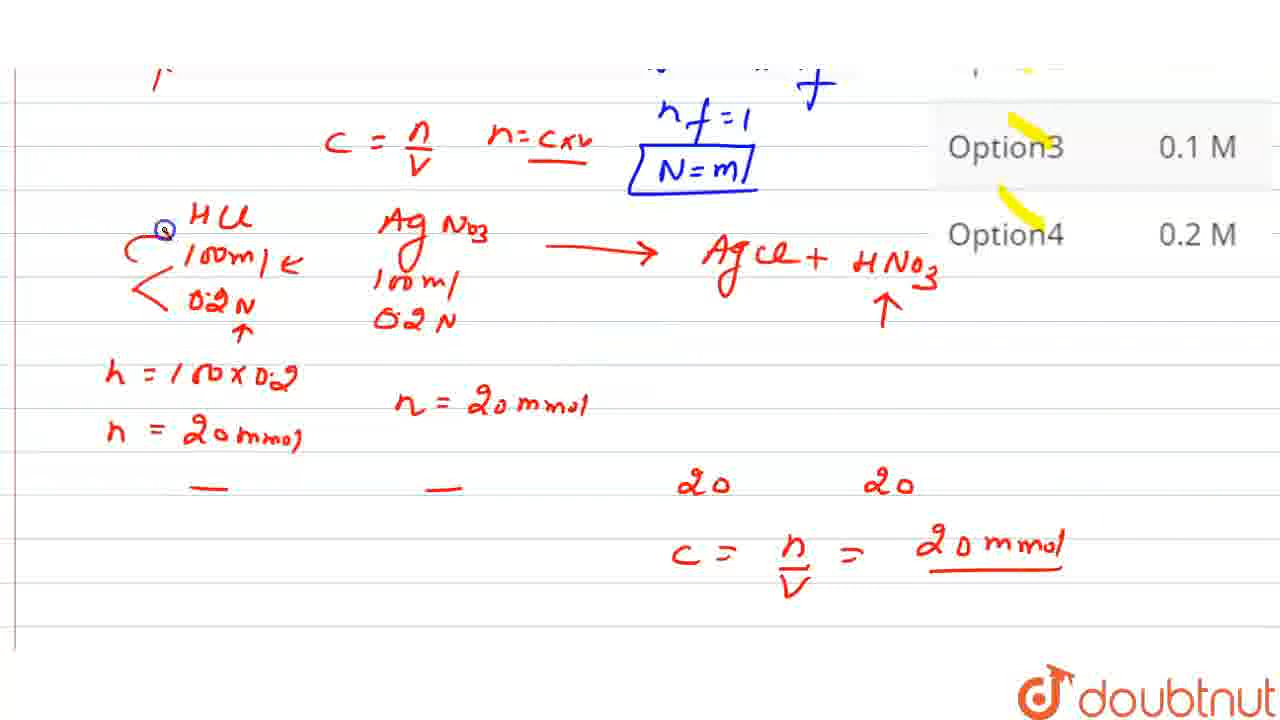 n f = 1
C = n/V n = C×V
N = m
Option3 0.1 M
HCl AgNO3 → AgCl + HNO3
100ml 100ml
0.2N 0.2N
Option4 0.2 M
n = 100×0.2
n = 20mmol
n = 20mmol
— — 20 20
C = n/V = 20mmol
doubtnut